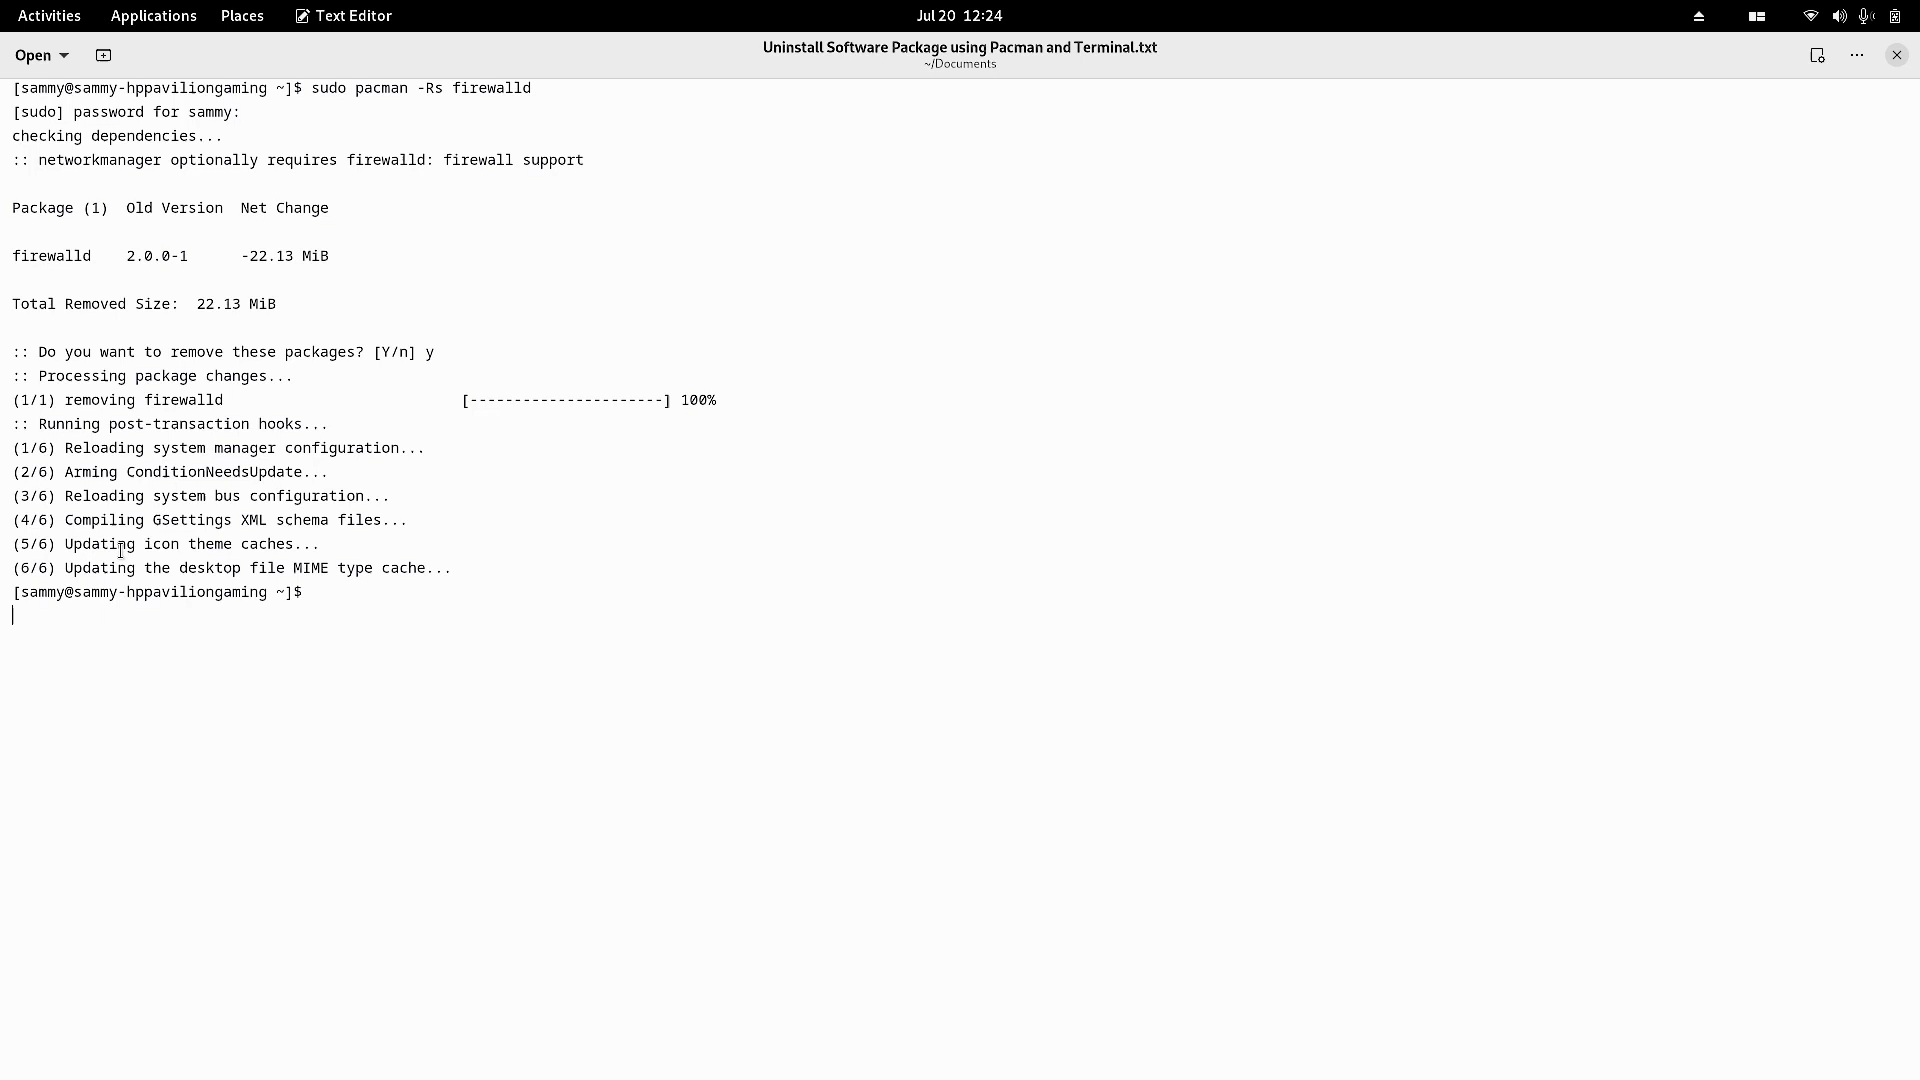 Activities Applications Places Text Editor Jul 20 12:24
Open Uninstall Software Package using Pacman and Terminal.txt
~/Documents
[sammy@sammy-hppaviliongaming ~]$ sudo pacman -Rs firewalld
[sudo] password for sammy:
checking dependencies...
:: networkmanager optionally requires firewalld: firewall support
Package (1)  Old Version  Net Change
firewalld    2.0.0-1      -22.13 MiB
Total Removed Size:  22.13 MiB
:: Do you want to remove these packages? [Y/n] y
:: Processing package changes...
(1/1) removing firewalld                           [----------------------] 100%
:: Running post-transaction hooks...
(1/6) Reloading system manager configuration...
(2/6) Arming ConditionNeedsUpdate...
(3/6) Reloading system bus configuration...
(4/6) Compiling GSettings XML schema files...
(5/6) Updating icon theme caches...
(6/6) Updating the desktop file MIME type cache...
[sammy@sammy-hppaviliongaming ~]$